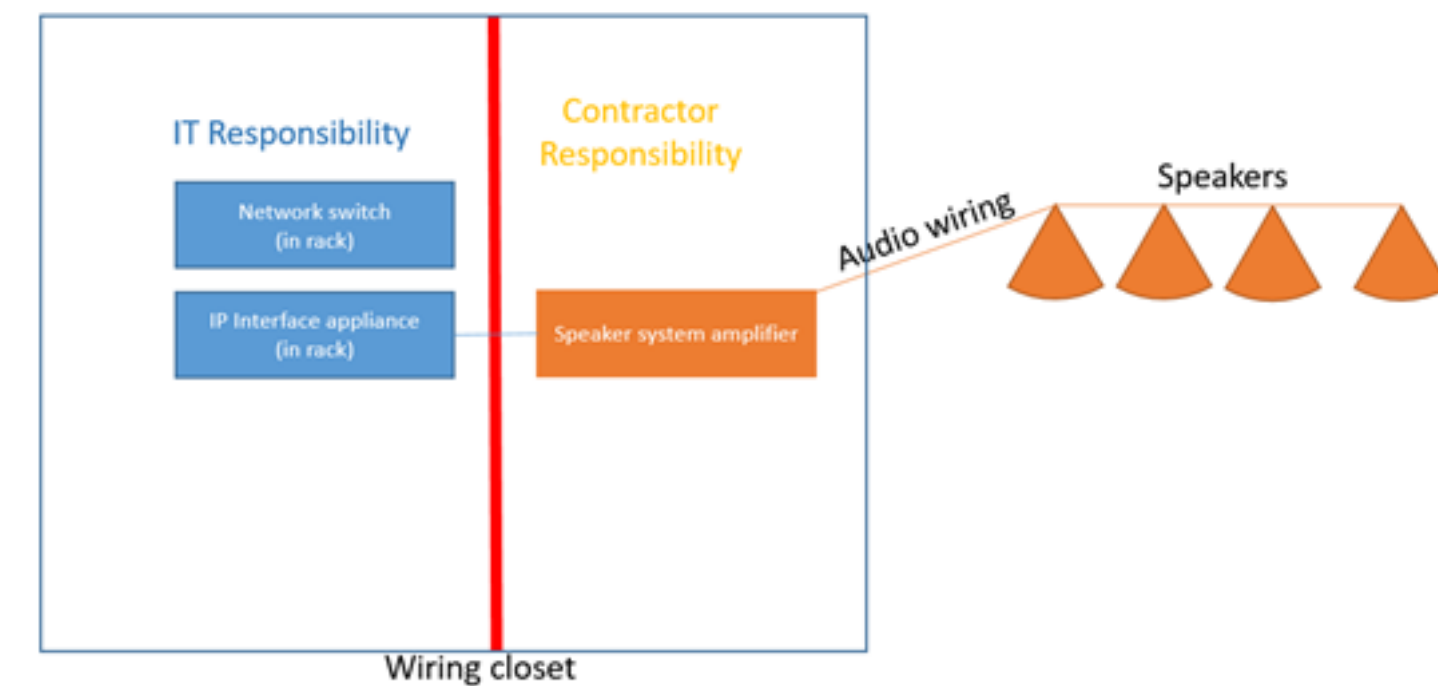 IT Responsibility
Contractor
Responsibility
Network switch
(in rack)
IP Interface appliance
(in rack)
Speaker system amplifier
Audio wiring
Speakers
Wiring closet